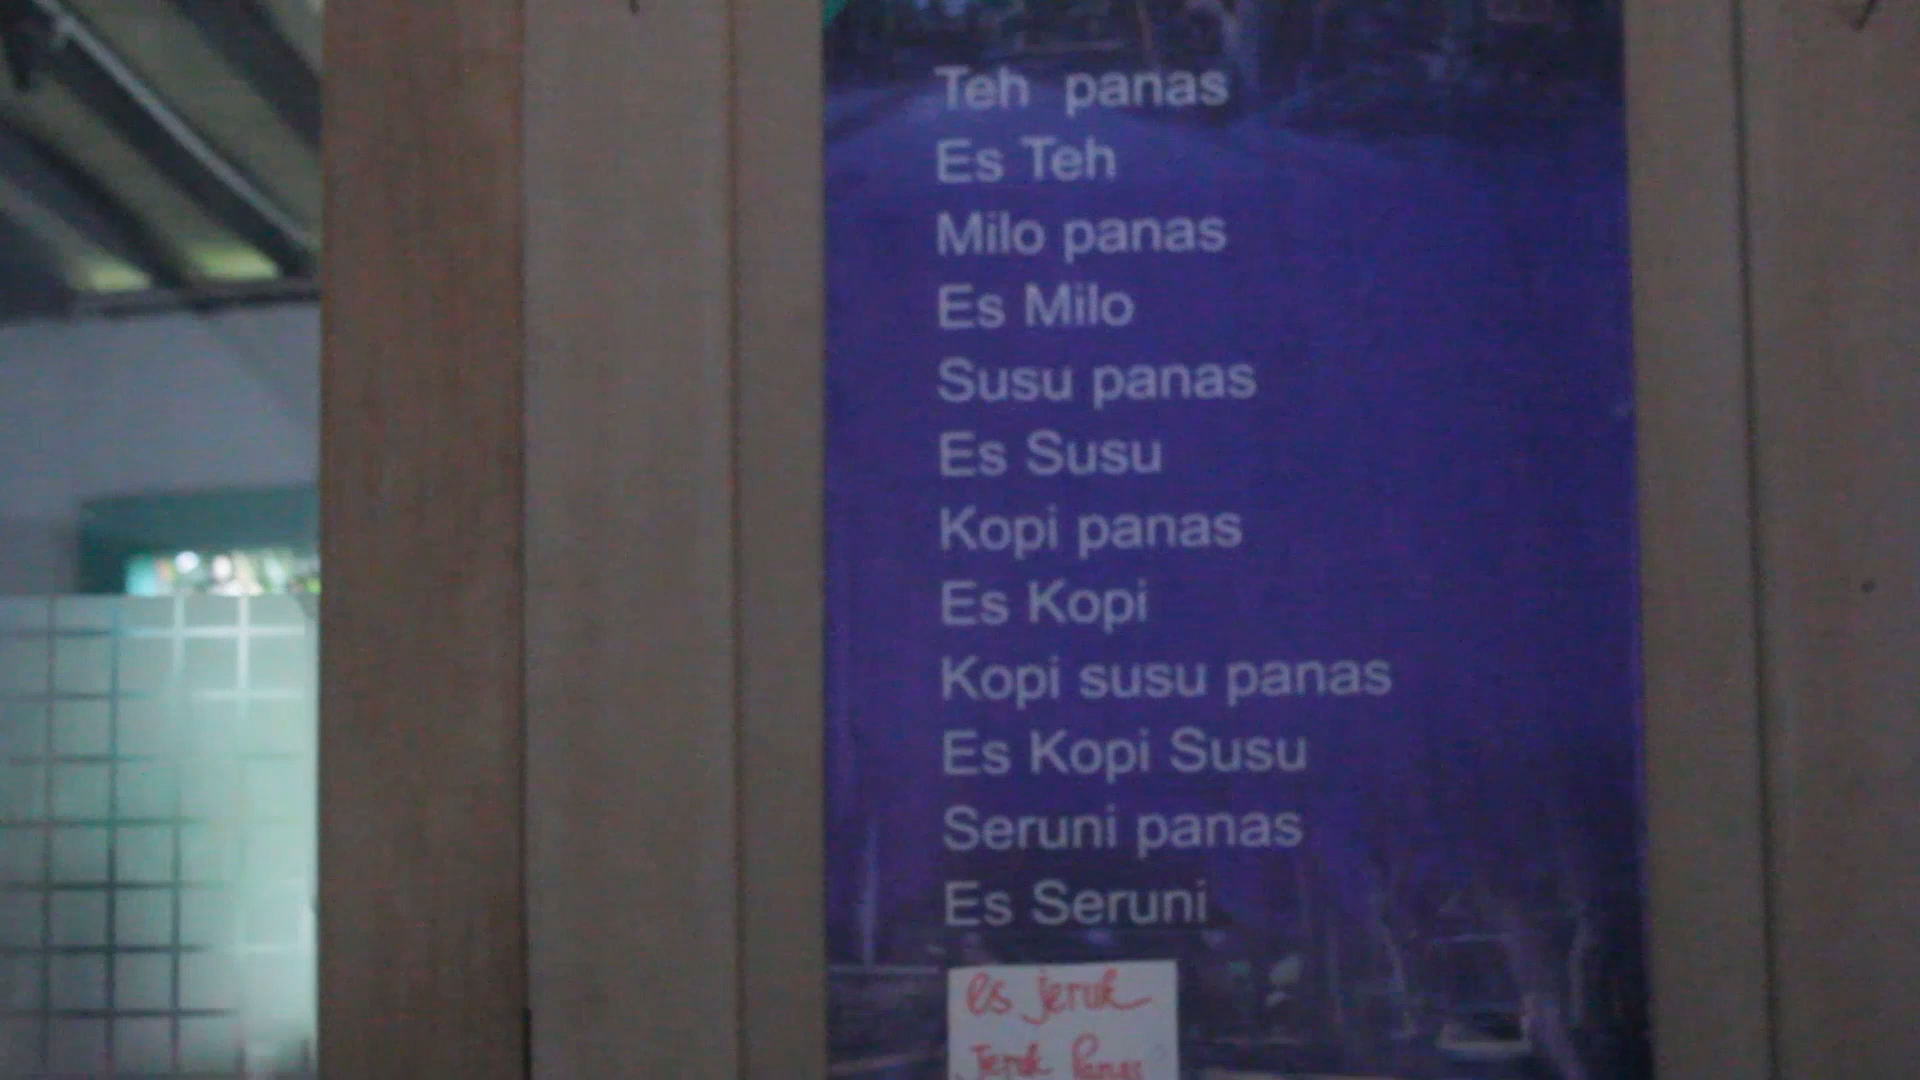 Teh panas
Es Teh
Milo panas
Es Milo
Susu panas
Es Susu
Kopi panas
Es Kopi
Kopi susu panas
Es Kopi Susu
Seruni panas
Es Seruni
es jeruk
Jeruk Panas